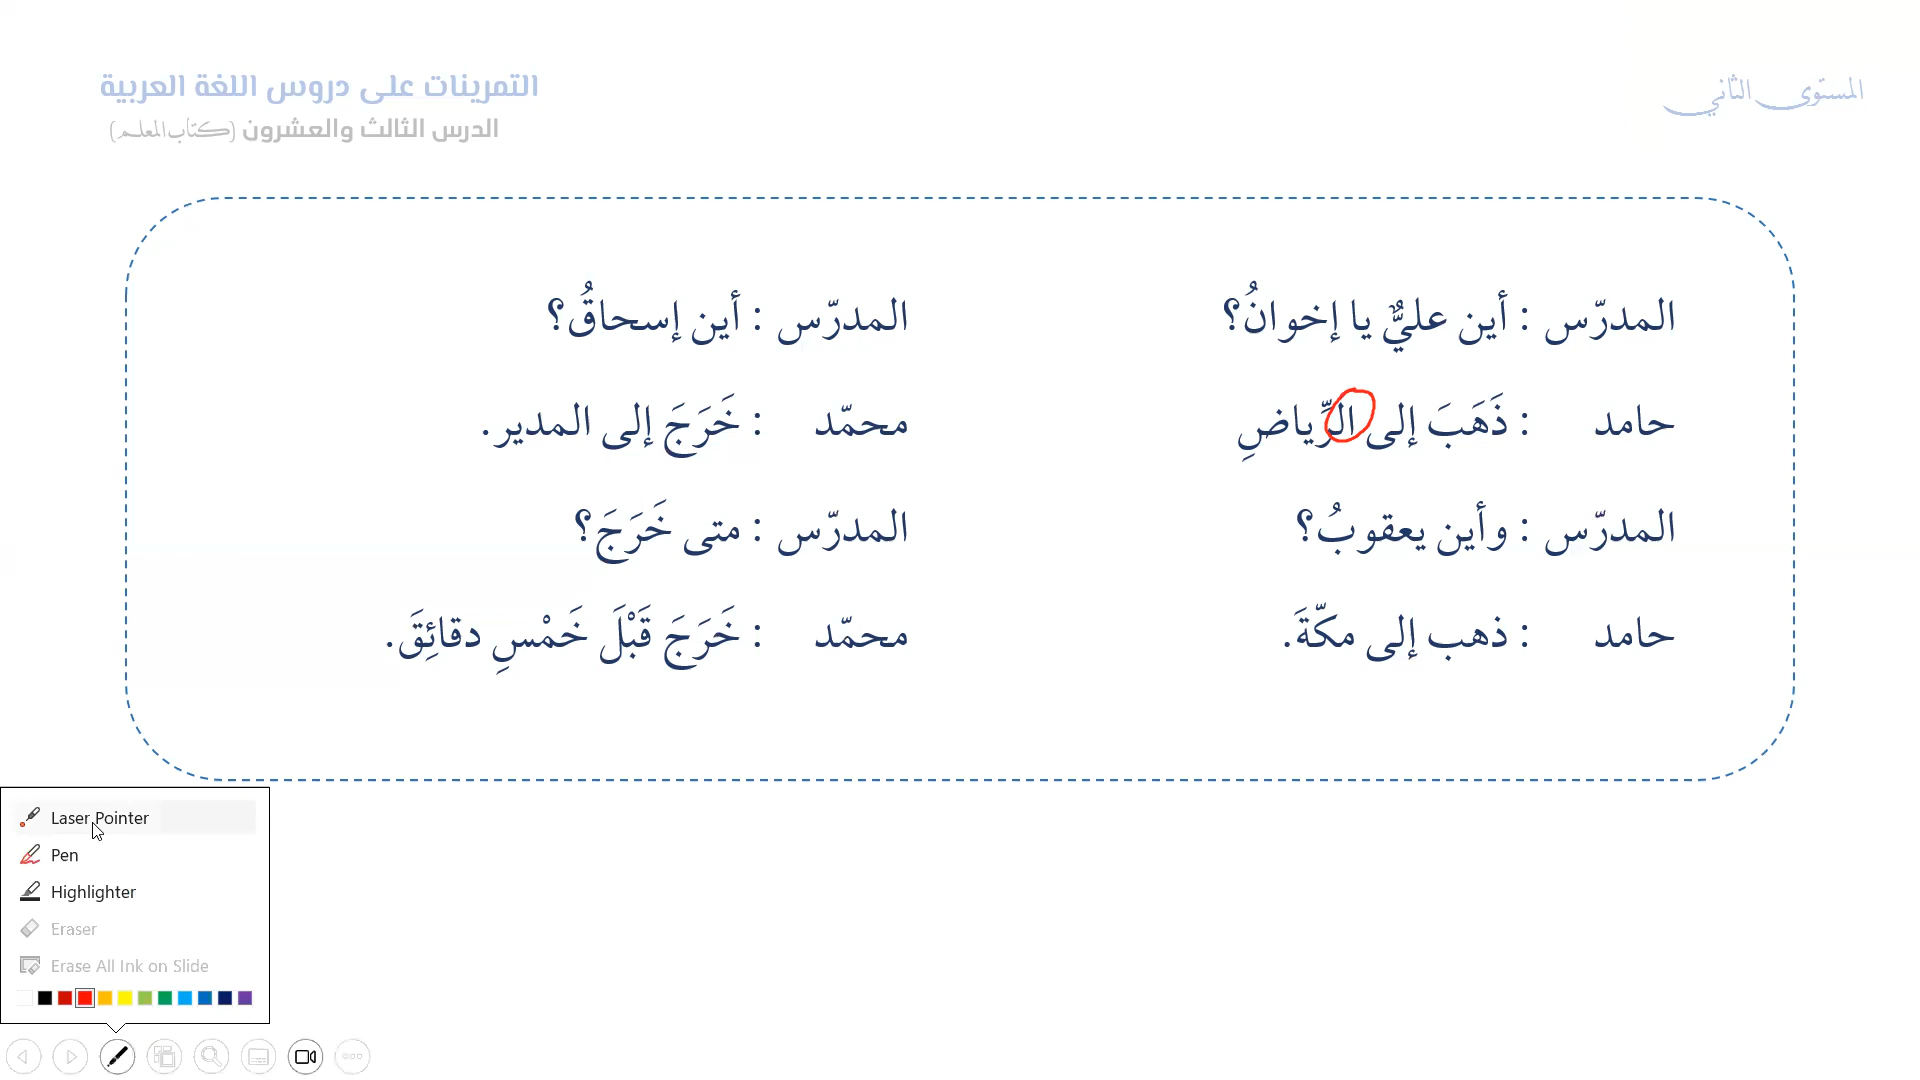 المستوى الثاني
التمرينات على دروس اللغة العربية
الدرس الثالث والعشرون (كتاب المعلم)
المدرّس : أين عليٌّ يا إخوانُ؟
حامد : ذَهَبَ إلى الرِّياضِ
المدرّس : وأين يعقوبُ؟
حامد : ذهب إلى مكّةَ.
المدرّس : أين إسحاقُ؟
محمّد : خَرَجَ إلى المدير.
المدرّس : متى خَرَجَ؟
محمّد : خَرَجَ قَبْلَ خَمْسِ دقائِقَ.
Laser Pointer
Pen
Highlighter
Eraser
Erase All Ink on Slide